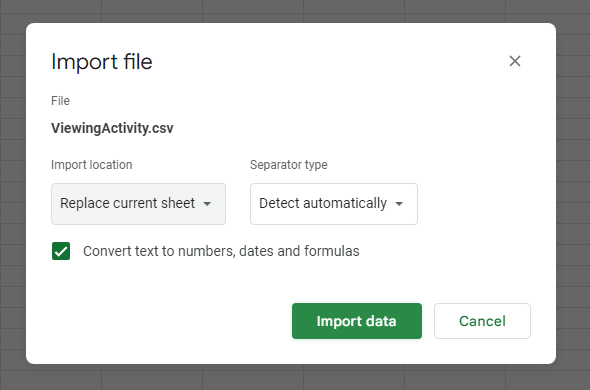 Import file
File
ViewingActivity.csv
Import location
Separator type
Replace current sheet
Detect automatically
Convert text to numbers, dates and formulas
Import data
Cancel